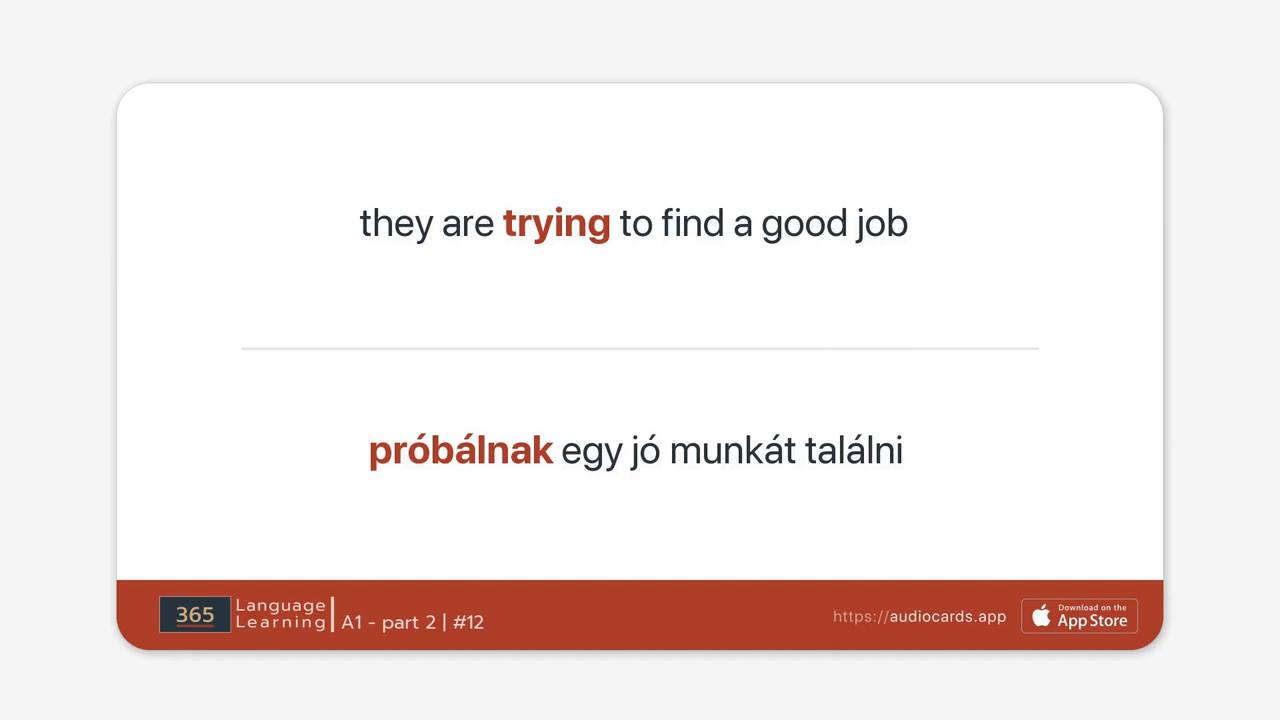 they are trying to find a good job
próbálnak egy jó munkát találni
365
Language
Learning
A1 - part 2 | #12
https://audiocards.app
Download on the
App Store